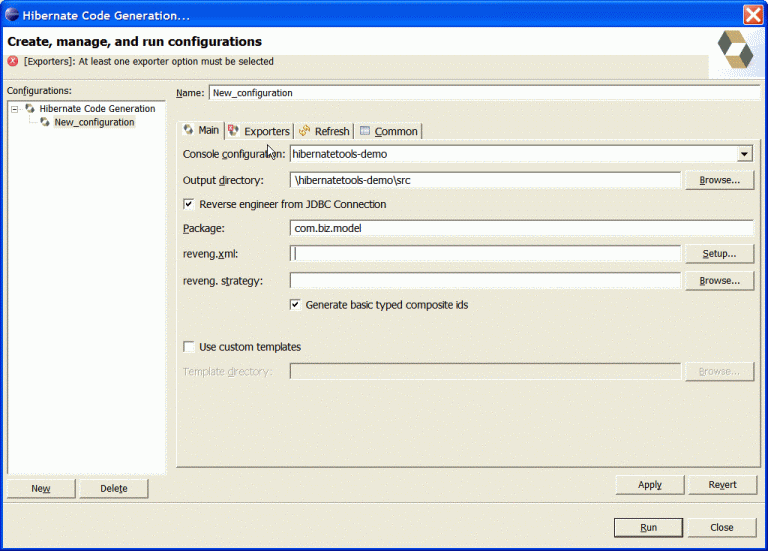 Hibernate Code Generation...
Create, manage, and run configurations
[Exporters]: At least one exporter option must be selected
Configurations:
Hibernate Code Generation
New_configuration
Name: New_configuration
Main Exporters Refresh Common
Console configuration: hibernatetools-demo
Output directory: \hibernatetools-demo\src Browse...
Reverse engineer from JDBC Connection
Package: com.biz.model
reveng.xml: Setup...
reveng. strategy: Browse...
Generate basic typed composite ids
Use custom templates
Template directory: Browse...
New Delete Apply Revert
Run Close